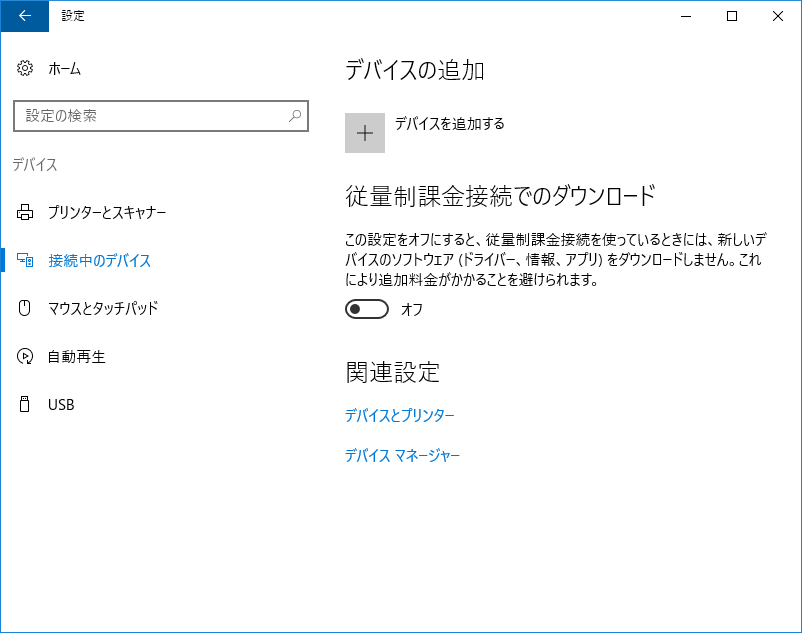 設定
ホーム
設定の検索
デバイス
プリンターとスキャナー
接続中のデバイス
マウスとタッチパッド
自動再生
USB
デバイスの追加
デバイスを追加する
従量制課金接続でのダウンロード
この設定をオフにすると、従量制課金接続を使っているときには、新しいデ
バイスのソフトウェア (ドライバー、情報、アプリ) をダウンロードしません。これ
により追加料金がかかることを避けられます。
オフ
関連設定
デバイスとプリンター
デバイス マネージャー